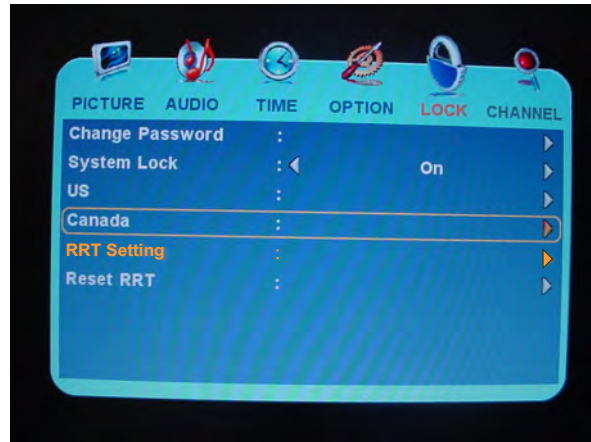 PICTURE AUDIO TIME OPTION LOCK CHANNEL
Change Password :
System Lock : On
US :
Canada :
RRT Setting :
Reset RRT :